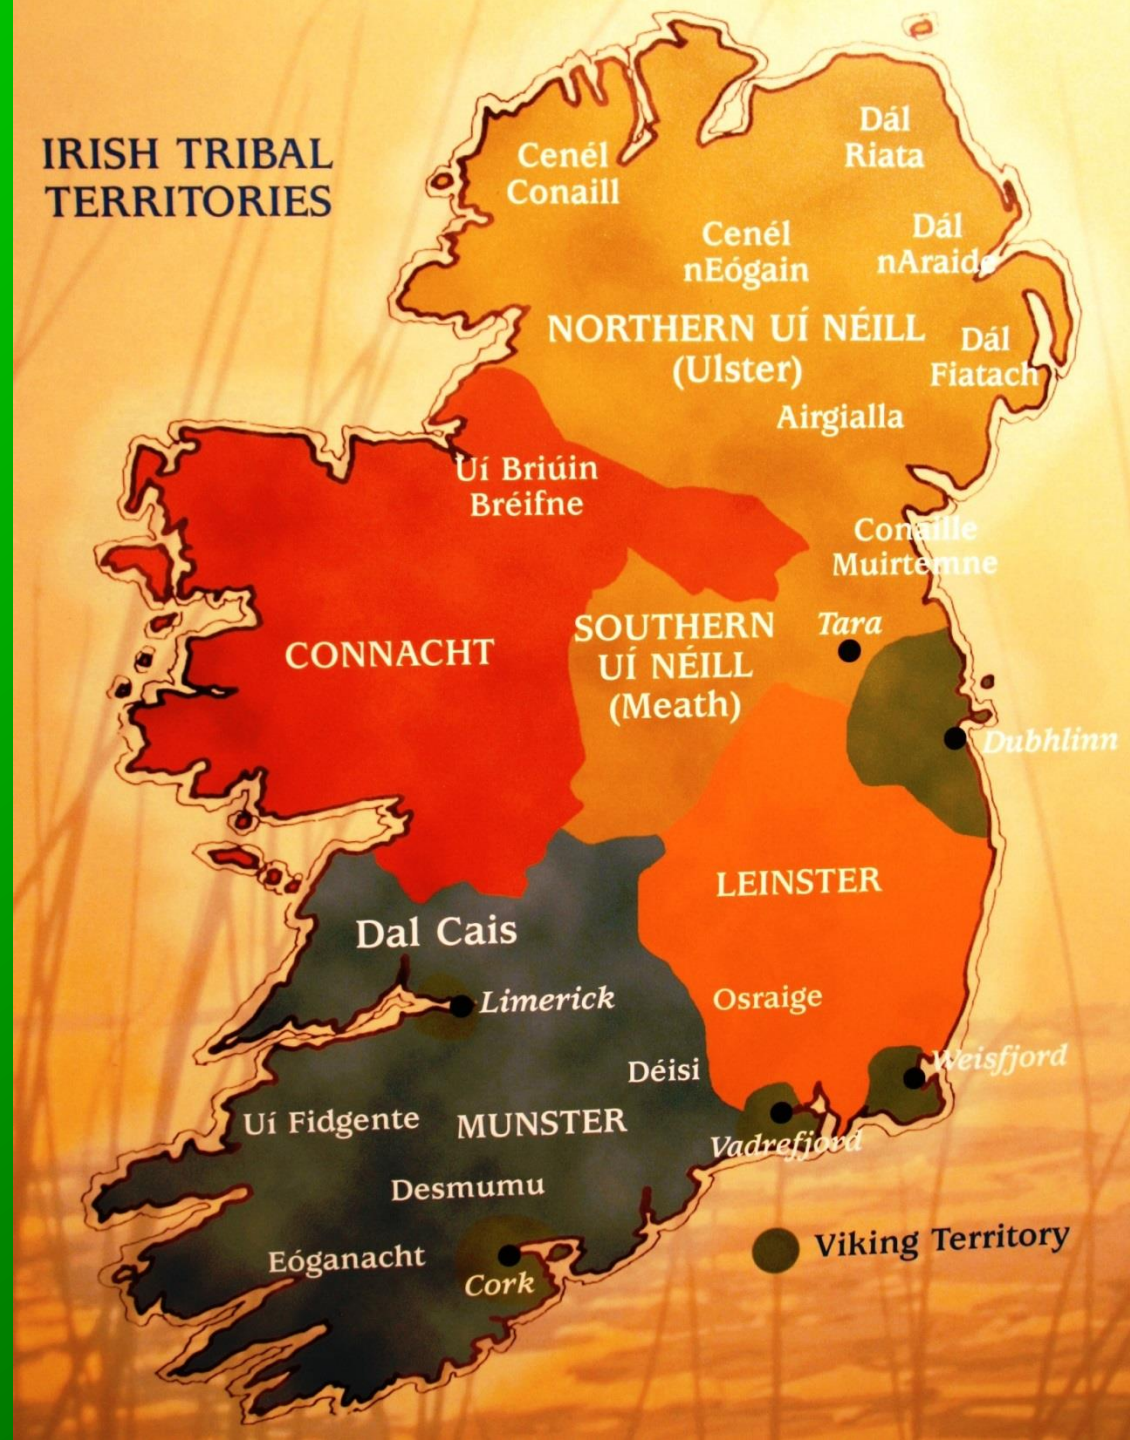 IRISH TRIBAL
TERRITORIES
Cenél
Conaill
Dál
Riata
Cenél
nEógain
Dál
nAraide
NORTHERN UÍ NÉILL
(Ulster)
Dál
Fiatach
Airgialla
Uí Briúin
Bréifne
Conaille
Muirtemne
CONNACHT
SOUTHERN
UÍ NÉILL
(Meath)
Tara
Dubhlinn
LEINSTER
Dal Cais
Limerick
Osraige
Déisi
Weisfjord
Uí Fidgente
MUNSTER
Vadrefjord
Desmumu
Eóganacht
Cork
Viking Territory